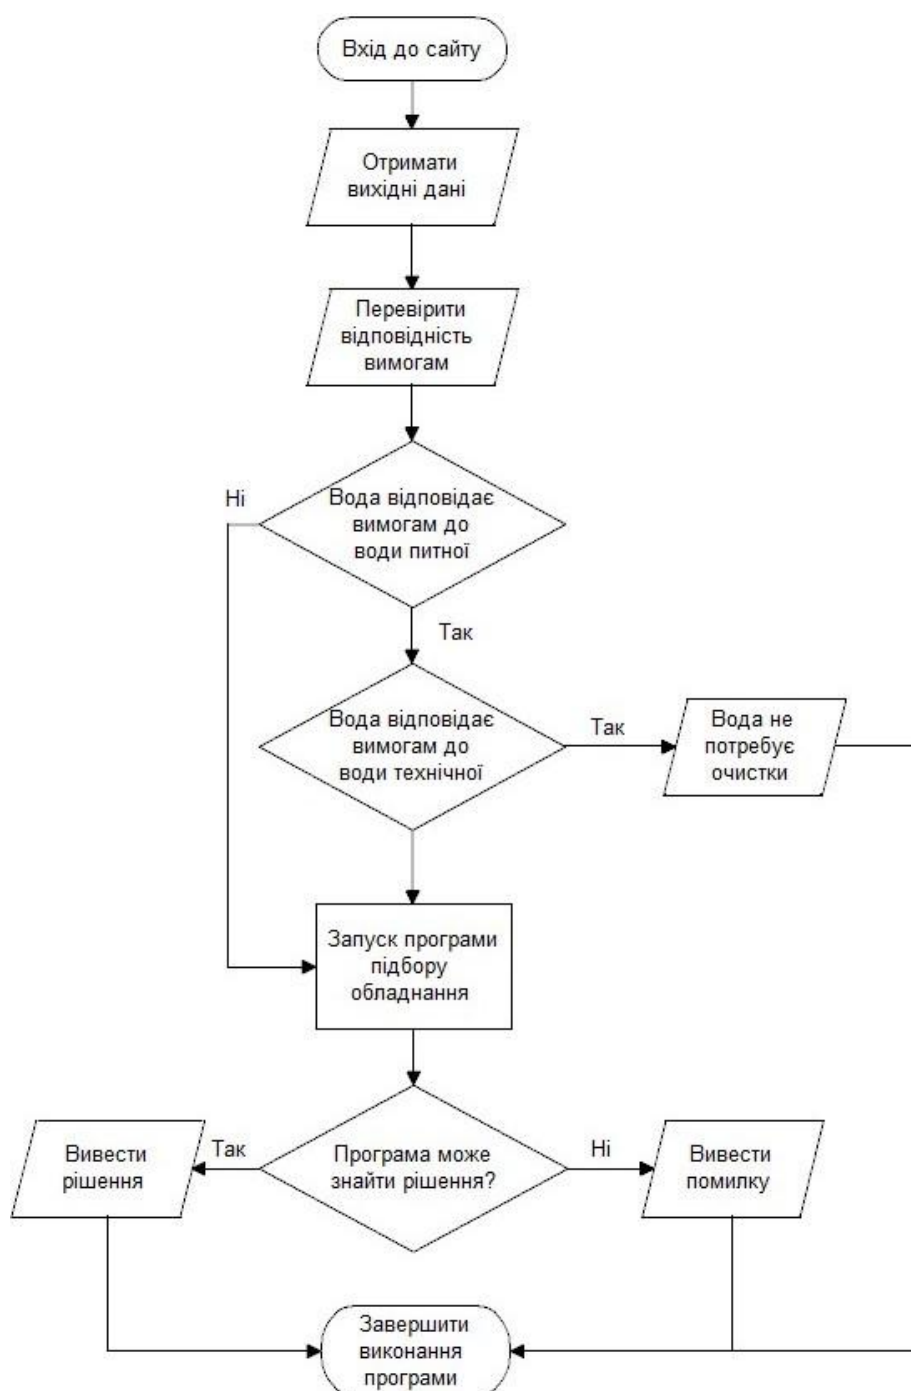 Вхід до сайту
Отримати
вихідні дані
Перевірити
відповідність
вимогам
Ні
Вода відповідає
вимогам до
води питної
Так
Вода відповідає
вимогам до
води технічної
Так
Вода не
потребує
очистки
Запуск програми
підбору
обладнання
Вивести
рішення
Так
Програма може
знайти рішення?
Ні
Вивести
помилку
Завершити
виконання
програми